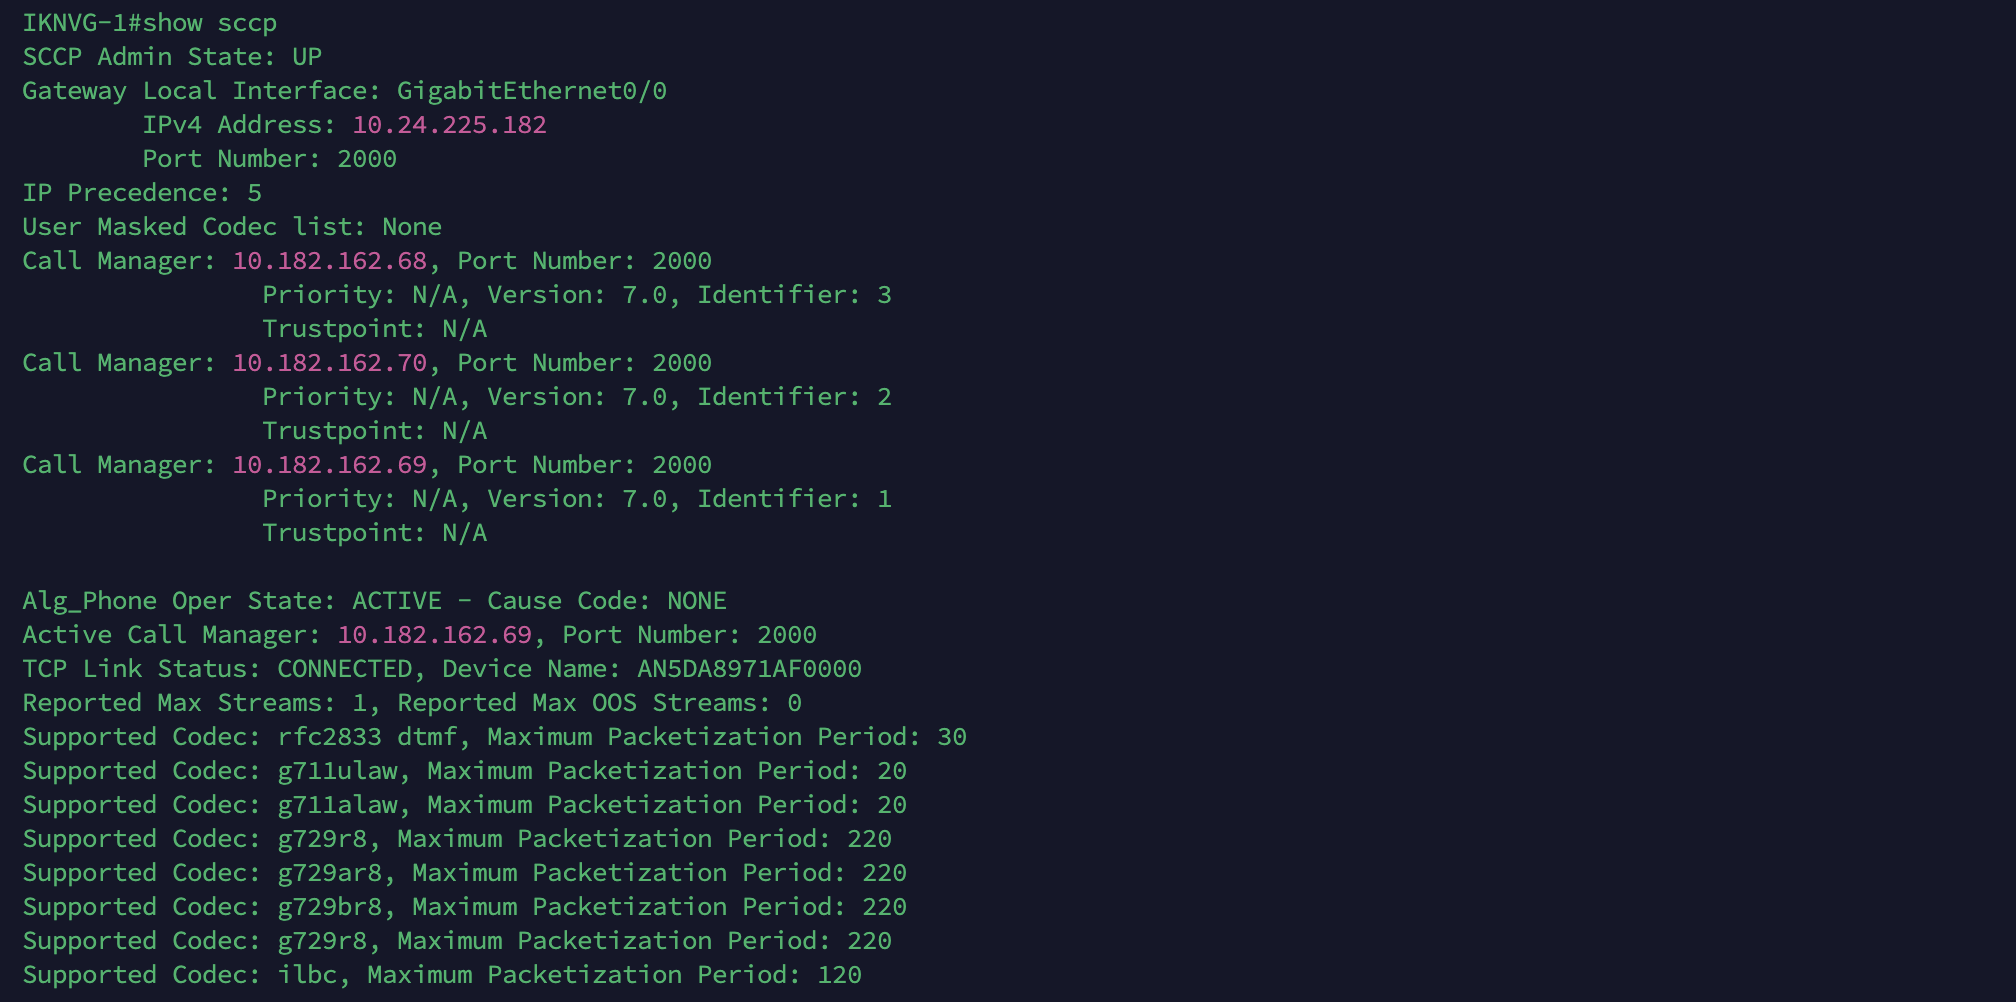 IKNVG-1#show sccp
SCCP Admin State: UP
Gateway Local Interface: GigabitEthernet0/0
        IPv4 Address: 10.24.225.182
        Port Number: 2000
IP Precedence: 5
User Masked Codec list: None
Call Manager: 10.182.162.68, Port Number: 2000
                Priority: N/A, Version: 7.0, Identifier: 3
                Trustpoint: N/A
Call Manager: 10.182.162.70, Port Number: 2000
                Priority: N/A, Version: 7.0, Identifier: 2
                Trustpoint: N/A
Call Manager: 10.182.162.69, Port Number: 2000
                Priority: N/A, Version: 7.0, Identifier: 1
                Trustpoint: N/A

Alg_Phone Oper State: ACTIVE - Cause Code: NONE
Active Call Manager: 10.182.162.69, Port Number: 2000
TCP Link Status: CONNECTED, Device Name: AN5DA8971AF0000
Reported Max Streams: 1, Reported Max OOS Streams: 0
Supported Codec: rfc2833 dtmf, Maximum Packetization Period: 30
Supported Codec: g711ulaw, Maximum Packetization Period: 20
Supported Codec: g711alaw, Maximum Packetization Period: 20
Supported Codec: g729r8, Maximum Packetization Period: 220
Supported Codec: g729ar8, Maximum Packetization Period: 220
Supported Codec: g729br8, Maximum Packetization Period: 220
Supported Codec: g729r8, Maximum Packetization Period: 220
Supported Codec: ilbc, Maximum Packetization Period: 120